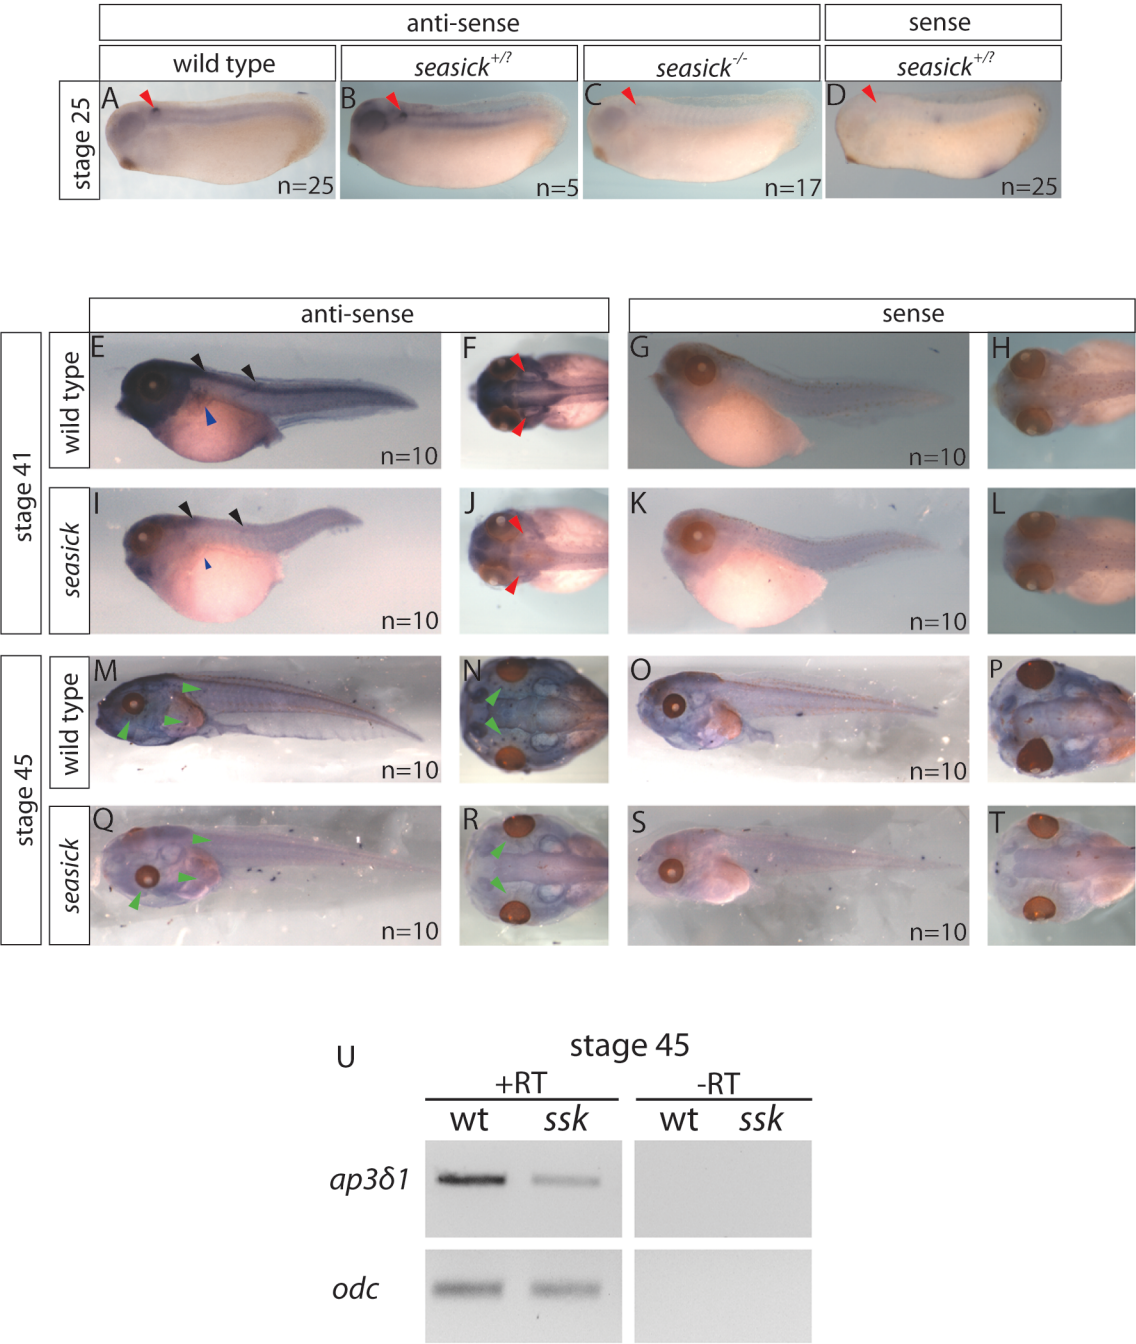 anti-sense
sense
wild type
seasick+/?
seasick-/-
seasick+/?
stage 25
A
B
C
D
n=25
n=5
n=17
n=25
anti-sense
sense
stage 41
wild type
E
F
G
H
n=10
n=10
seasick
I
J
K
L
n=10
n=10
stage 45
wild type
M
N
O
P
n=10
n=10
seasick
Q
R
S
T
n=10
n=10
U
stage 45
+RT
-RT
wt
ssk
wt
ssk
ap3δ1
odc